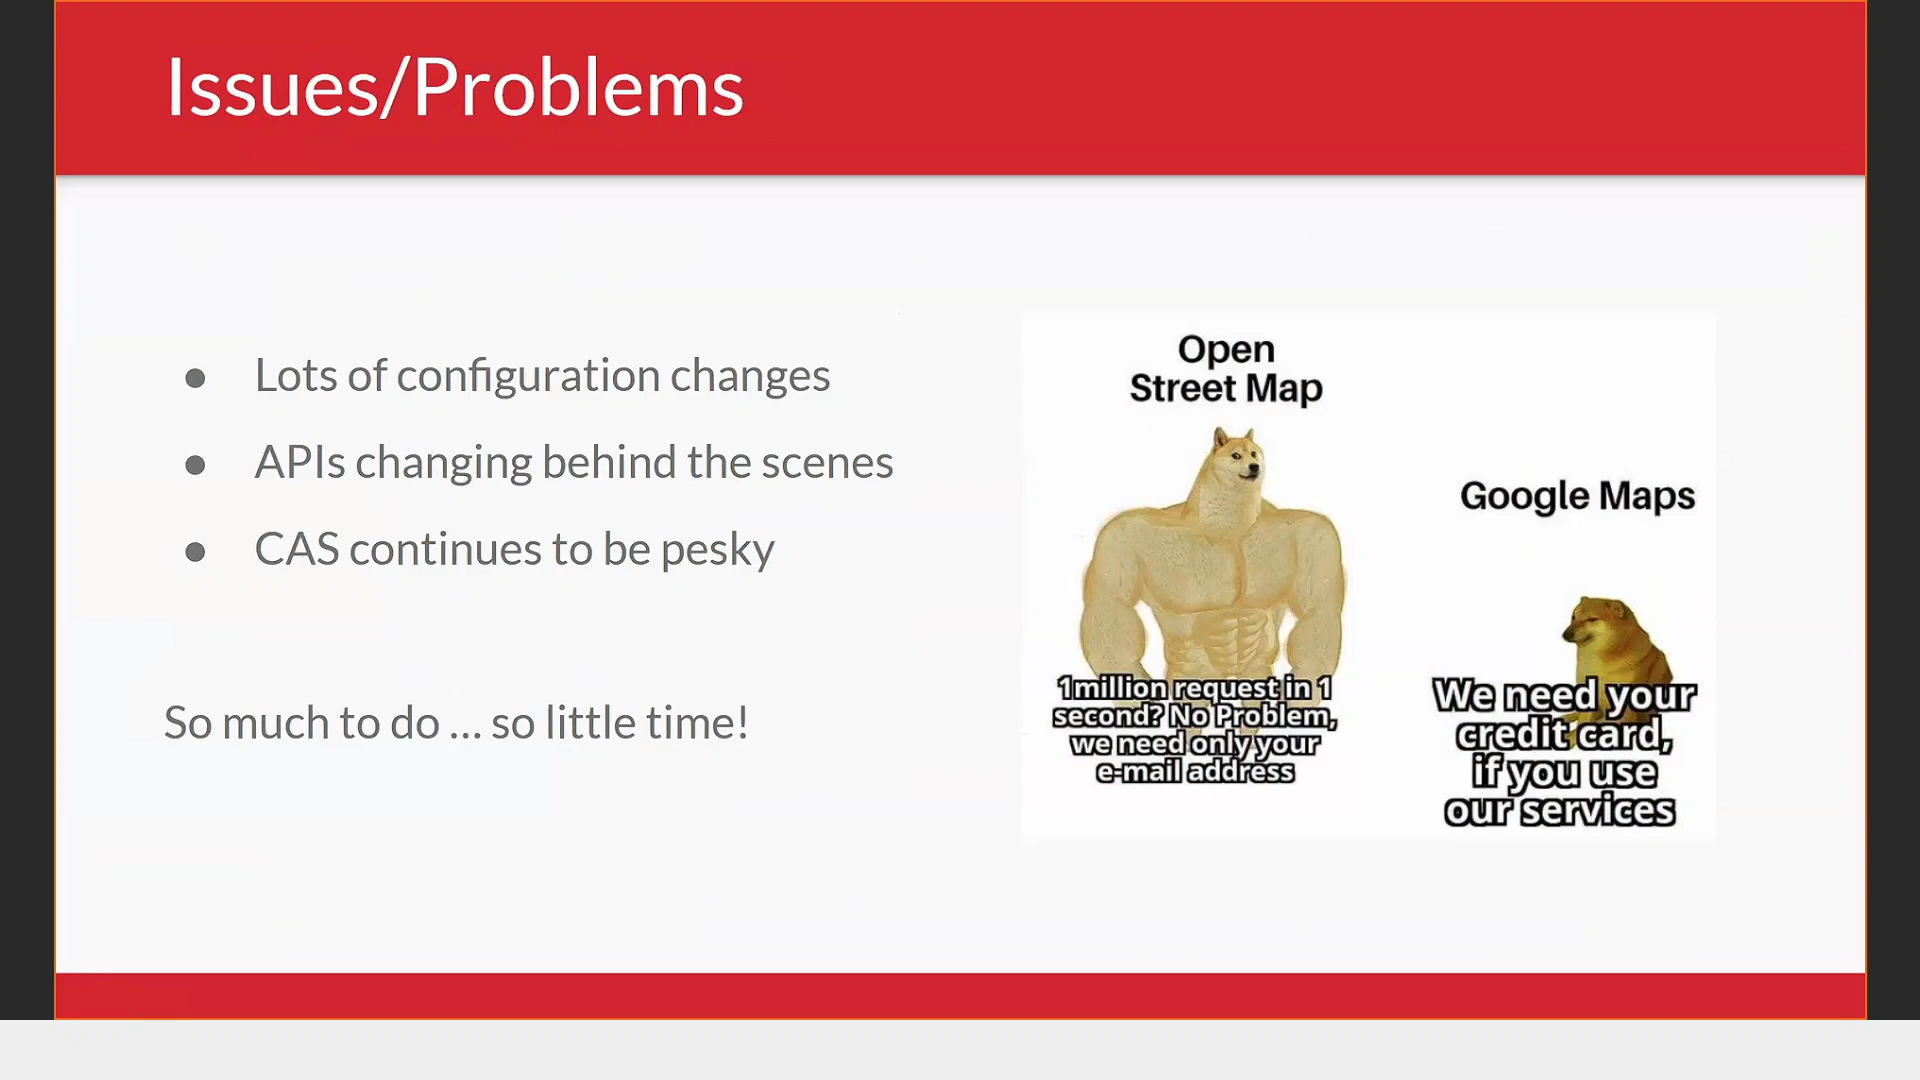 Issues/Problems
● Lots of configuration changes
● APIs changing behind the scenes
● CAS continues to be pesky
So much to do ... so little time!
Open
Street Map
1million request in 1
second? No Problem,
we need only your
e-mail address
Google Maps
We need your
credit card,
if you use
our services